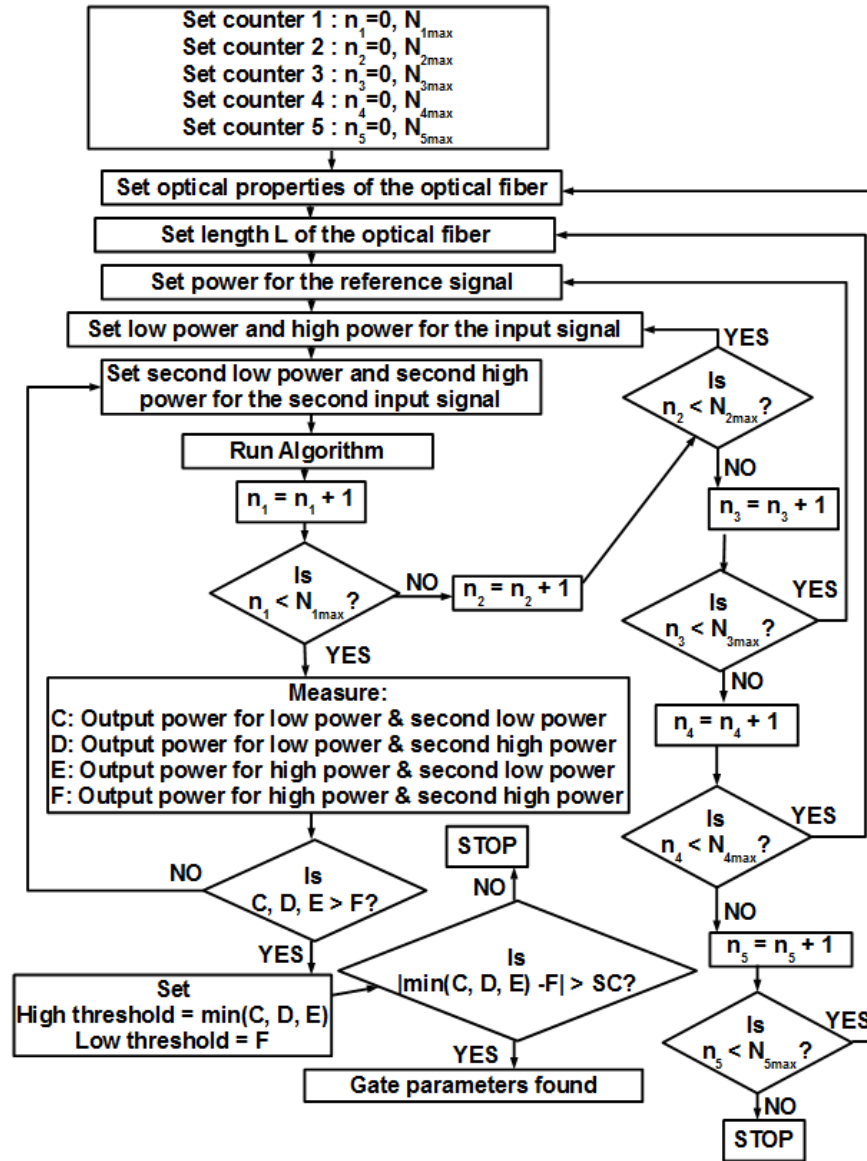 Set counter 1 : n₁=0, N₁ₘₐₓ
Set counter 2 : n₂=0, N₂ₘₐₓ
Set counter 3 : n₃=0, N₃ₘₐₓ
Set counter 4 : n₄=0, N₄ₘₐₓ
Set counter 5 : n₅=0, N₅ₘₐₓ
Set optical properties of the optical fiber
Set length L of the optical fiber
Set power for the reference signal
Set low power and high power for the input signal
Set second low power and second high
power for the second input signal
Run Algorithm
n₁ = n₁ + 1
Is
n₁ < N₁ₘₐₓ?
NO
n₂ = n₂ + 1
YES
Is
n₂ < N₂ₘₐₓ?
NO
n₃ = n₃ + 1
Is
n₃ < N₃ₘₐₓ?
YES
NO
n₄ = n₄ + 1
Is
n₄ < N₄ₘₐₓ?
YES
NO
n₅ = n₅ + 1
Is
n₅ < N₅ₘₐₓ?
YES
NO
STOP
YES
Measure:
C: Output power for low power & second low power
D: Output power for low power & second high power
E: Output power for high power & second low power
F: Output power for high power & second high power
NO
Is
C, D, E > F?
YES
Set
High threshold = min(C, D, E)
Low threshold = F
STOP
NO
Is
|min(C, D, E) -F| > SC?
YES
Gate parameters found